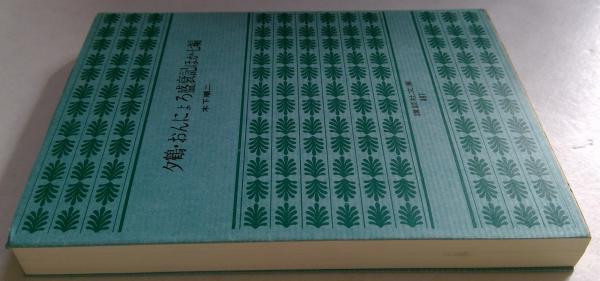 夕鶴・おんにょろ盛衰記ほか七編
木下順二
講談社文庫